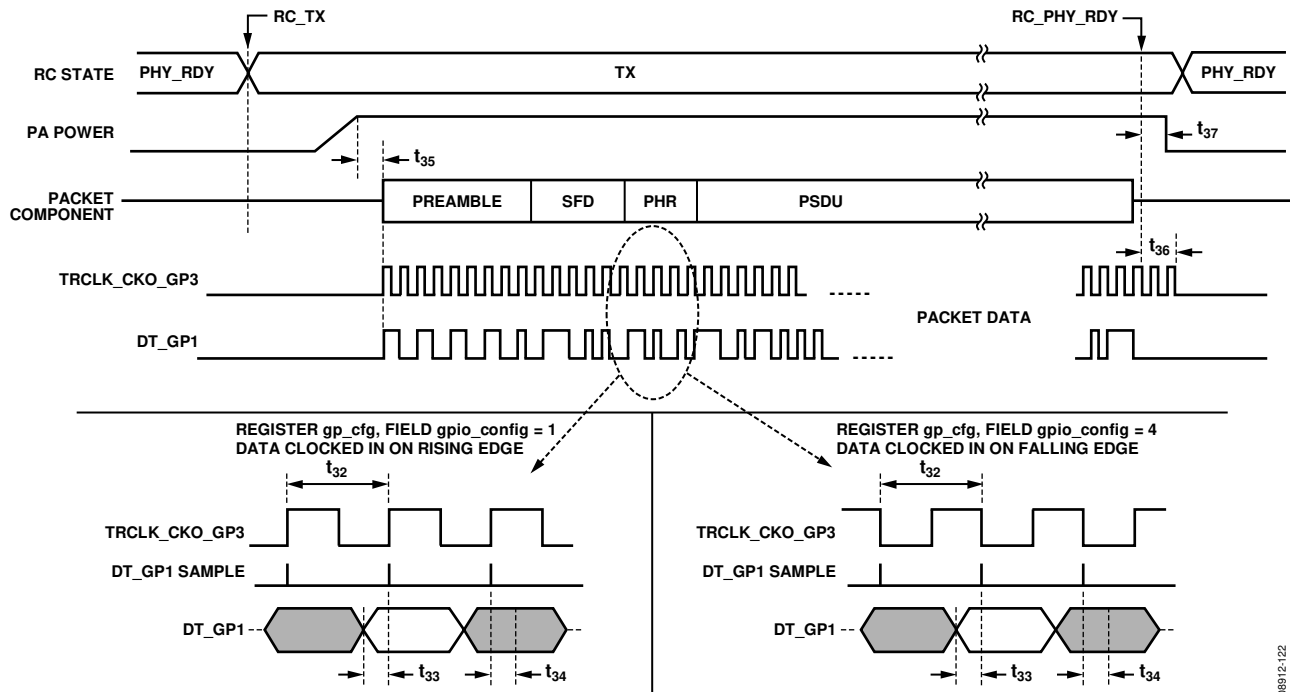 RC_TX
RC_PHY_RDY
RC STATE
PHY_RDY
TX
PHY_RDY
PA POWER
t37
t35
PACKET
COMPONENT
PREAMBLE
SFD
PHR
PSDU
t36
TRCLK_CKO_GP3
PACKET DATA
DT_GP1
REGISTER gp_cfg, FIELD gpio_config = 1
DATA CLOCKED IN ON RISING EDGE
t32
TRCLK_CKO_GP3
DT_GP1 SAMPLE
DT_GP1
t33
t34
REGISTER gp_cfg, FIELD gpio_config = 4
DATA CLOCKED IN ON FALLING EDGE
t32
TRCLK_CKO_GP3
DT_GP1 SAMPLE
DT_GP1
t33
t34
08912-122